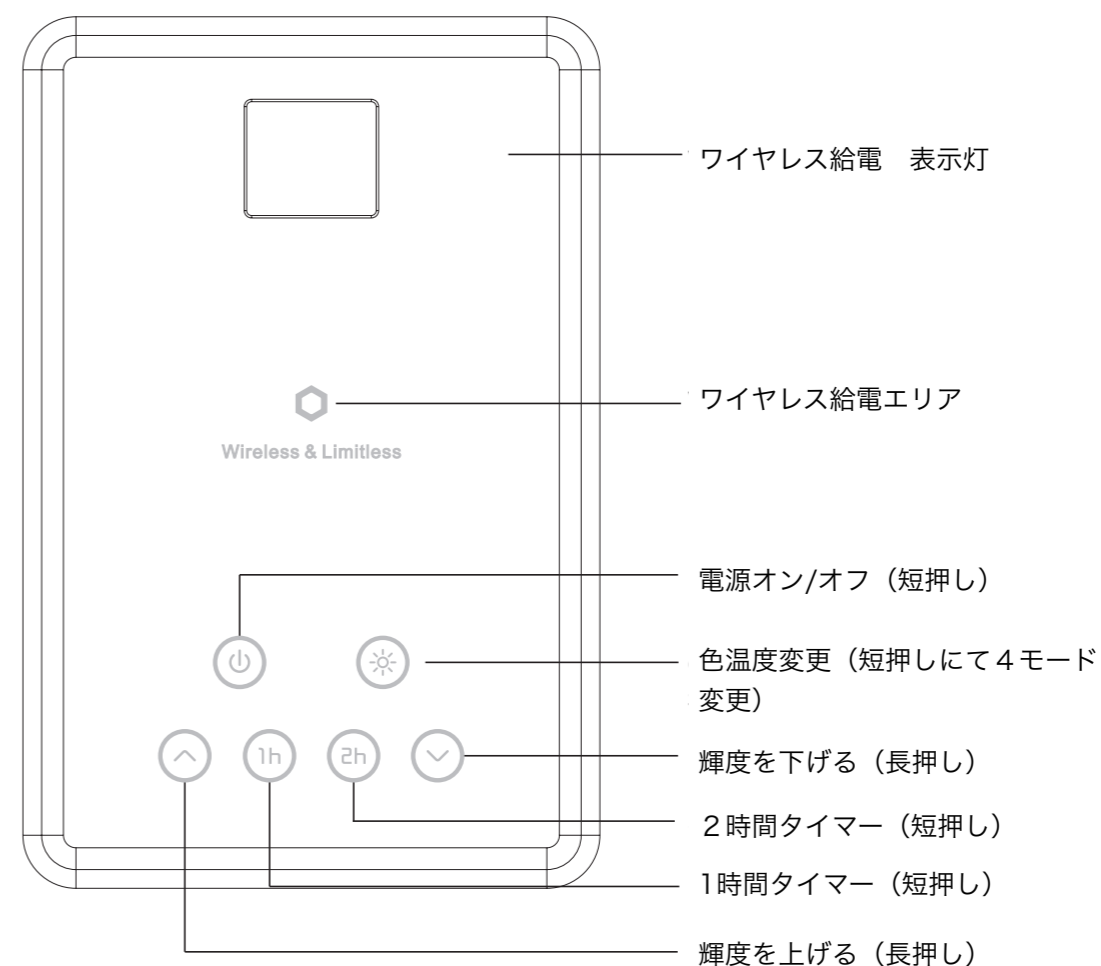 ワイヤレス給電　表示灯
ワイヤレス給電エリア
Wireless & Limitless
電源オン/オフ（短押し）
色温度変更（短押しにて４モード
変更）
1h
2h
輝度を下げる（長押し）
２時間タイマー（短押し）
1時間タイマー（短押し）
輝度を上げる（長押し）